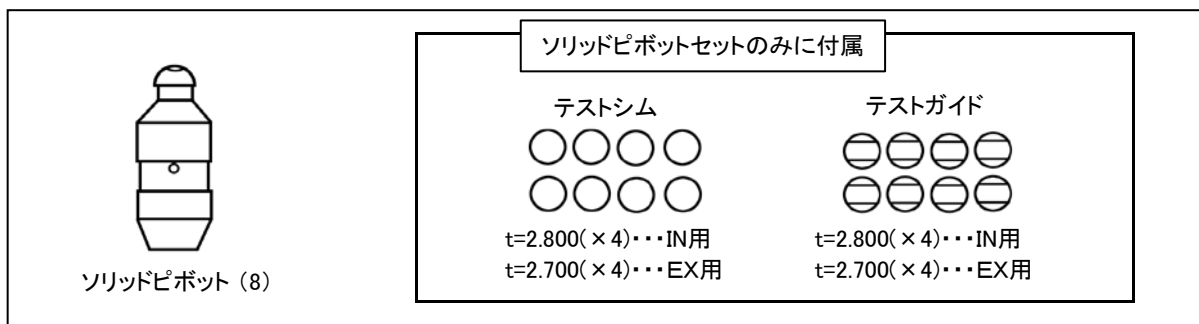 ソリッドピボットセットのみに付属
テストシム
テストガイド
t=2.800(×4)・・・IN用
t=2.700(×4)・・・EX用
t=2.800(×4)・・・IN用
t=2.700(×4)・・・EX用
ソリッドピボット (8)